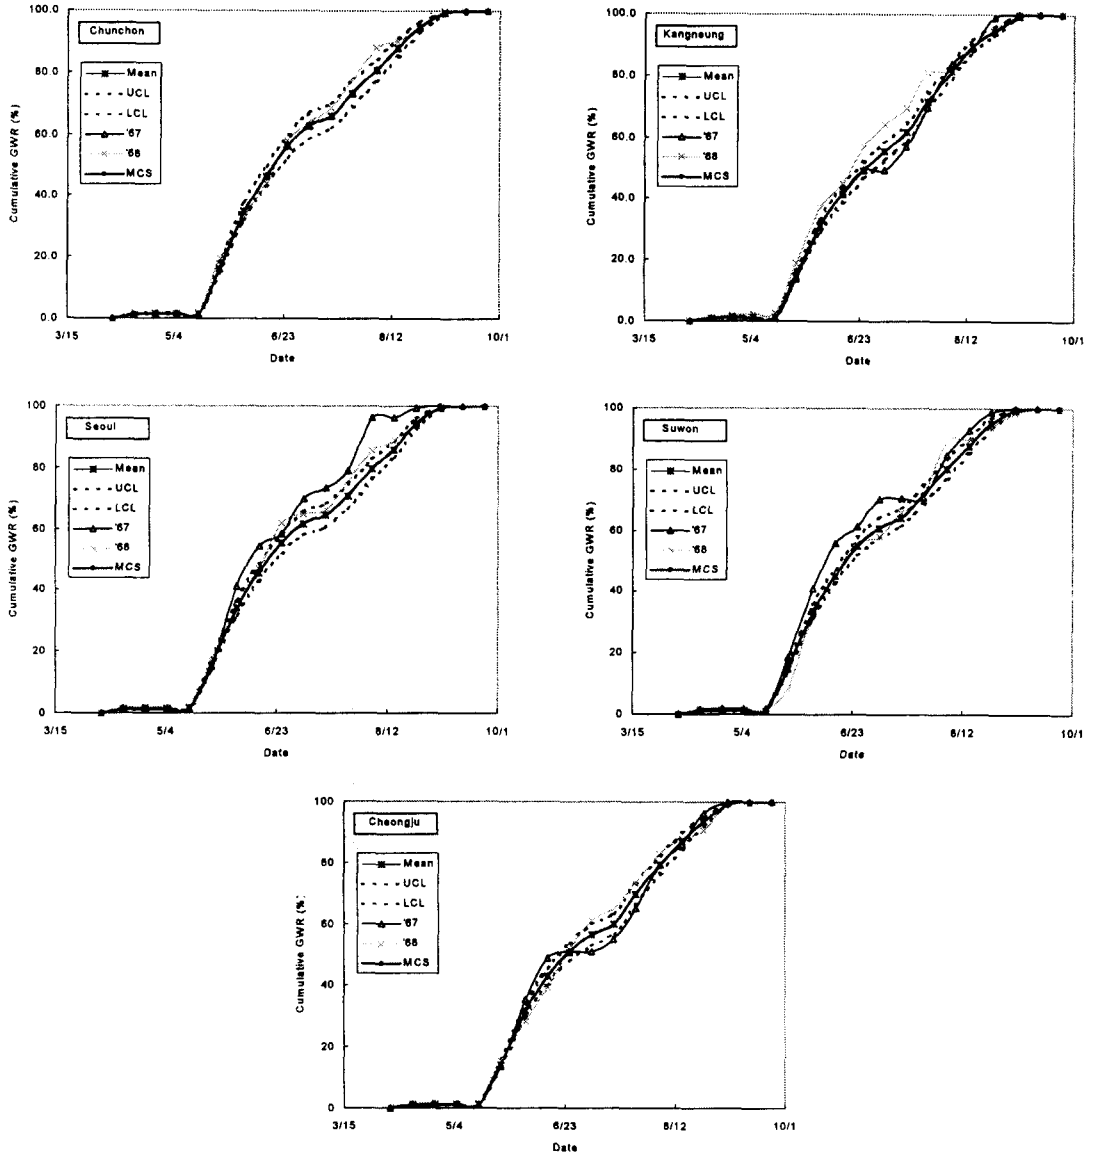 Chunchon
Mean
UCL
LCL
'67
'68
MCS
Cumulative GWR (%)
100.0
80.0
60.0
40.0
20.0
0.0
3/15
5/4
6/23
8/12
10/1
Date
Kangneung
Mean
UCL
LCL
'67
'68
MCS
Cumulative GWR (%)
100.0
80.0
60.0
40.0
20.0
0.0
3/15
5/4
6/23
8/12
10/1
Date
Seoul
Mean
UCL
LCL
'67
'68
MCS
Cumulative GWR (%)
100
80
60
40
20
0
3/15
5/4
6/23
8/12
10/1
Date
Suwon
Mean
UCL
LCL
'67
'68
MCS
Cumulative GWR (%)
100
80
60
40
20
0
3/15
5/4
6/23
8/12
10/1
Date
Cheongju
Mean
UCL
LCL
'67
'68
MCS
Cumulative GWR (%)
100
80
60
40
20
0
3/15
5/4
6/23
8/12
10/1
Date